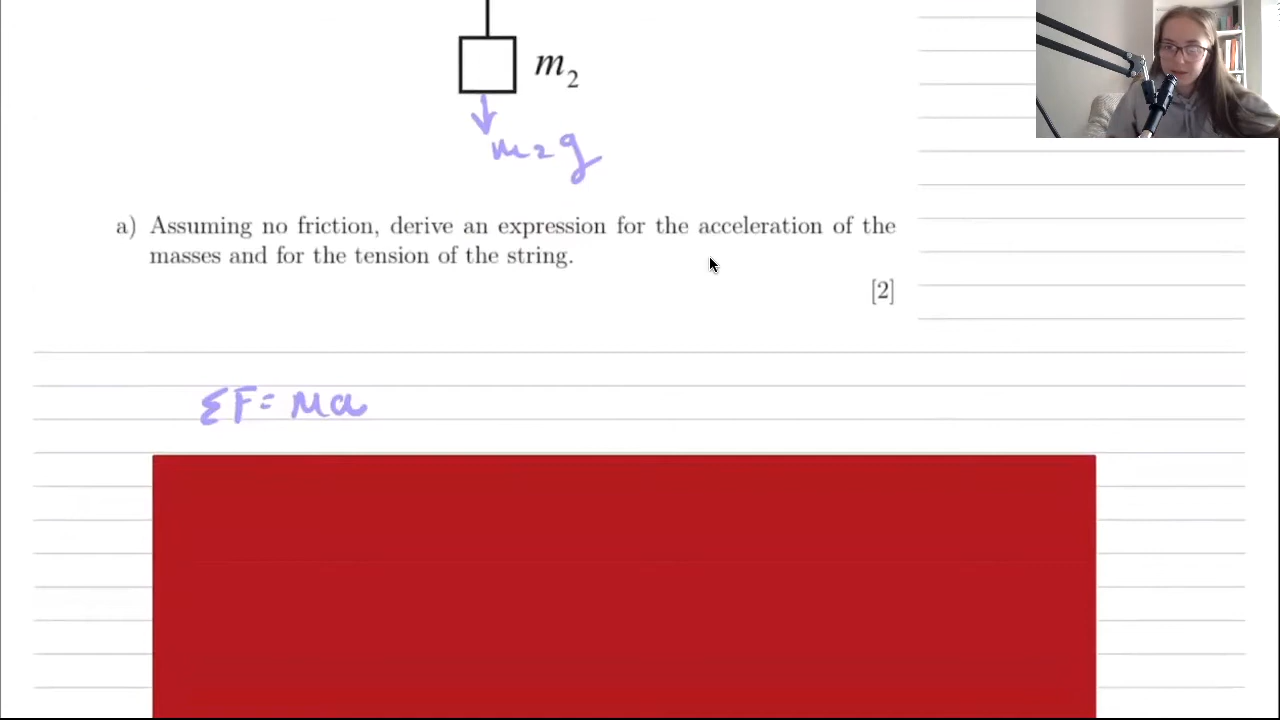 m₂
m₂g
a) Assuming no friction, derive an expression for the acceleration of the
masses and for the tension of the string.
[2]
ΣF = Ma